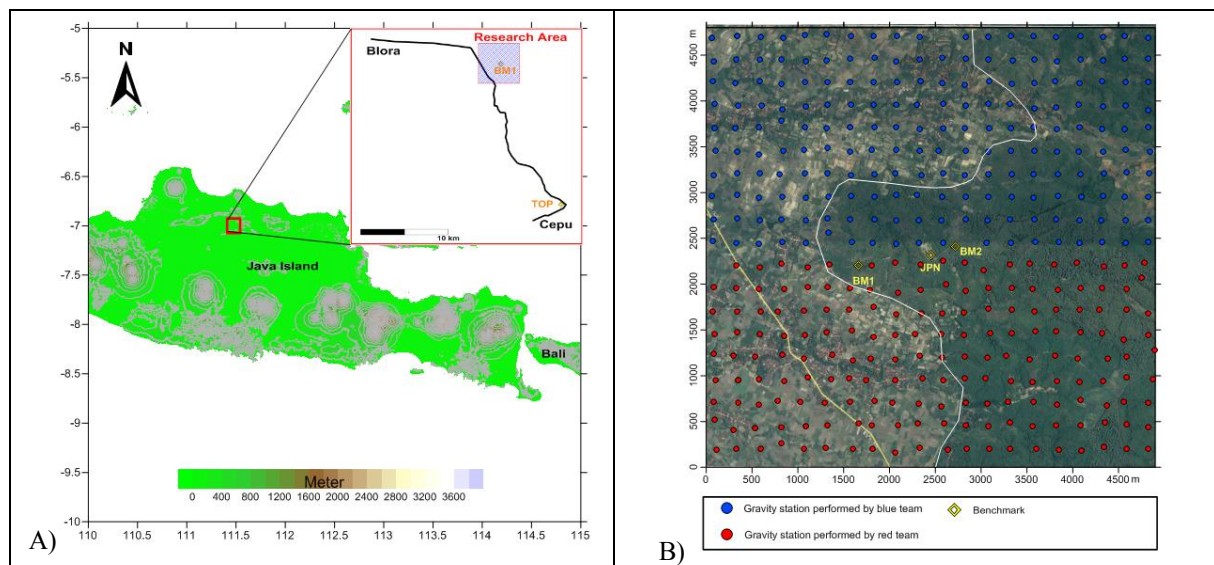 -5
-5.5
-6
-6.5
-7
-7.5
-8
-8.5
-9
-9.5
-10
110
110.5
111
111.5
112
112.5
113
113.5
114
114.5
115
N
Research Area
Blora
BM1
TOP
Cepu
10 km
Java Island
Bali
Meter
0 400 800 1200 1600 2000 2400 2800 3200 3600
A)
m
4500
4000
3500
3000
2500
2000
1500
1000
500
0
BM2
JPN
BM1
0 500 1000 1500 2000 2500 3000 3500 4000 4500 m
Gravity station performed by blue team
Benchmark
Gravity station performed by red team
B)